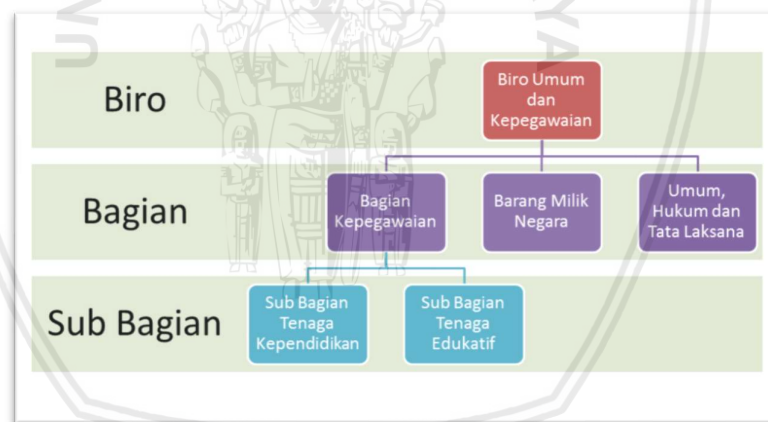 Biro
Biro Umum
dan
Kepegawaian
Bagian
Bagian
Kepegawaian
Barang Milik
Negara
Umum,
Hukum dan
Tata Laksana
Sub Bagian
Sub Bagian
Tenaga
Kependidikan
Sub Bagian
Tenaga
Edukatif